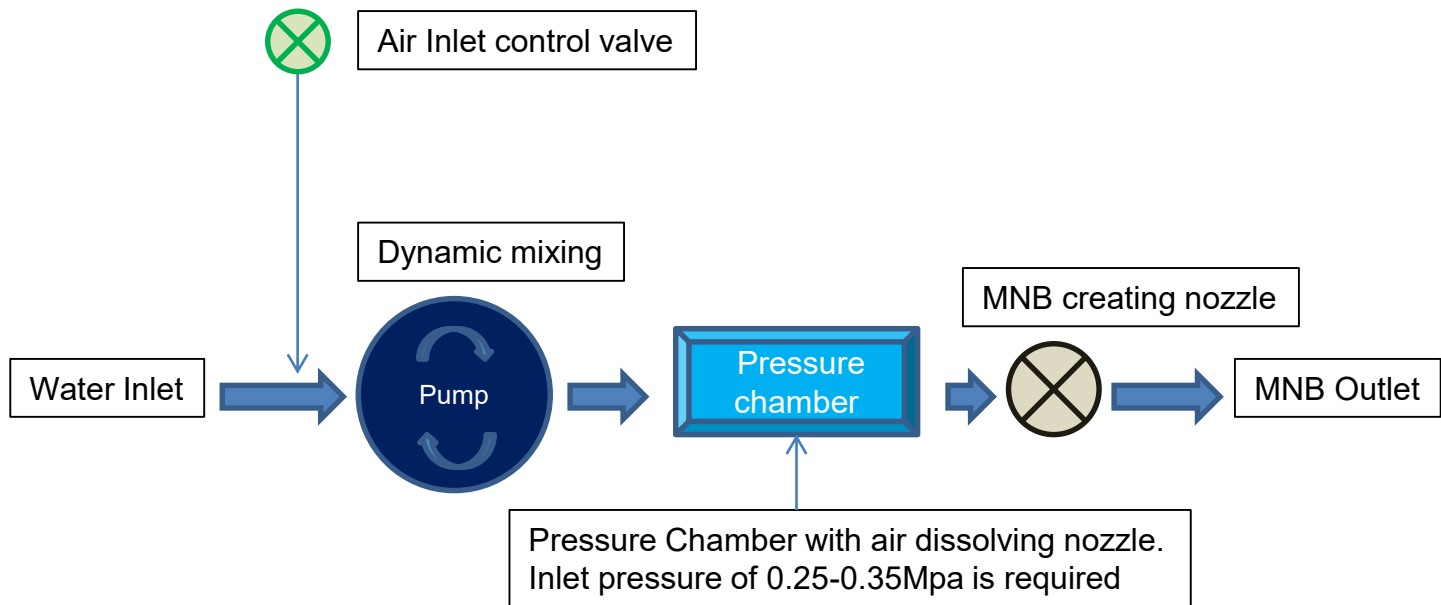 Air Inlet control valve
Dynamic mixing
MNB creating nozzle
Water Inlet
Pump
Pressure
chamber
MNB Outlet
Pressure Chamber with air dissolving nozzle.
Inlet pressure of 0.25-0.35Mpa is required